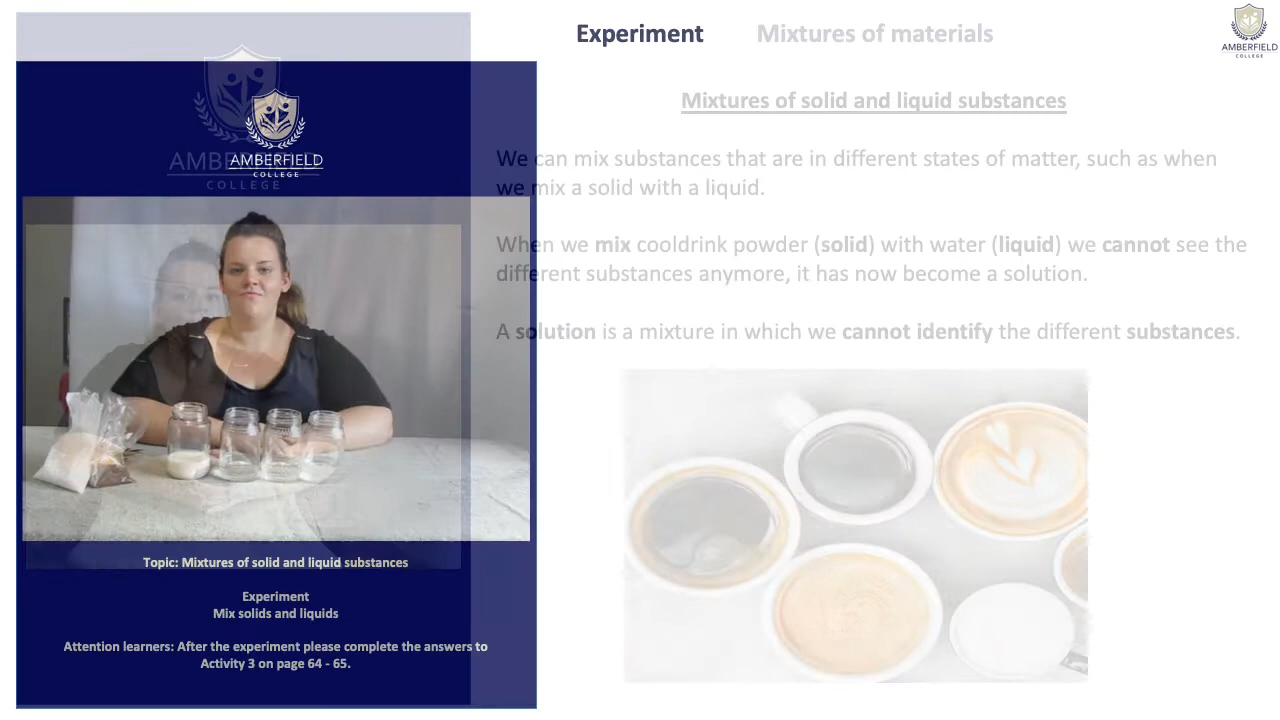 Experiment
Mixtures of materials
AMBERFIELD
COLLEGE
AMBERFIELD
COLLEGE
AMBERFIELD
COLLEGE
Mixtures of solid and liquid substances
We can mix substances that are in different states of matter, such as when
we mix a solid with a liquid.
When we mix cooldrink powder (solid) with water (liquid) we cannot see the
different substances anymore, it has now become a solution.
A solution is a mixture in which we cannot identify the different substances.
Topic: Mixtures of solid and liquid substances
Experiment
Mix solids and liquids
Attention learners: After the experiment please complete the answers to
Activity 3 on page 64 - 65.